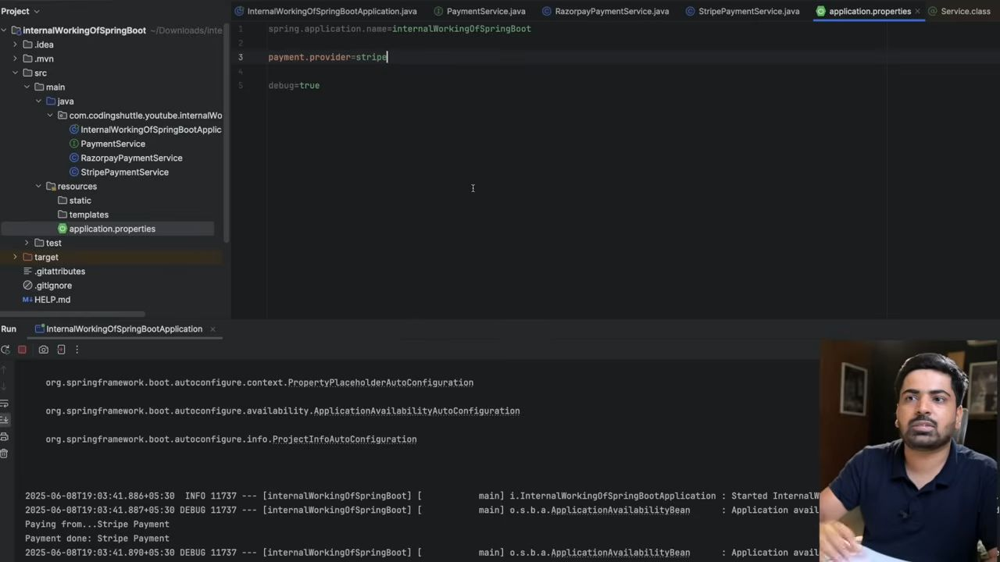 Project
InternalWorkingOfSpringBootApplication.java
PaymentService.java
RazorpayPaymentService.java
StripePaymentService.java
application.properties
Service.class
internalWorkingOfSpringBoot ~/Downloads/inte
.idea
.mvn
src
main
java
com.codingshuttle.youtube.internalWo
InternalWorkingOfSpringBootApplic
PaymentService
RazorpayPaymentService
StripePaymentService
resources
static
templates
application.properties
test
target
.gitattributes
.gitignore
M↓ HELP.md
1 spring.application.name=internalWorkingOfSpringBoot
2
3 payment.provider=stripe
4
5 debug=true
Run InternalWorkingOfSpringBootApplication
org.springframework.boot.autoconfigure.context.PropertyPlaceholderAutoConfiguration
org.springframework.boot.autoconfigure.availability.ApplicationAvailabilityAutoConfiguration
org.springframework.boot.autoconfigure.info.ProjectInfoAutoConfiguration
2025-06-08T19:03:41.886+05:30 INFO 11737 --- [internalWorkingOfSpringBoot] [ main] i.InternalWorkingOfSpringBootApplication : Started InternalW
2025-06-08T19:03:41.887+05:30 DEBUG 11737 --- [internalWorkingOfSpringBoot] [ main] o.s.b.a.ApplicationAvailabilityBean : Application avail
Paying from...Stripe Payment
Payment done: Stripe Payment
2025-06-08T19:03:41.890+05:30 DEBUG 11737 --- [internalWorkingOfSpringBoot] [ main] o.s.b.a.ApplicationAvailabilityBean : Application avail